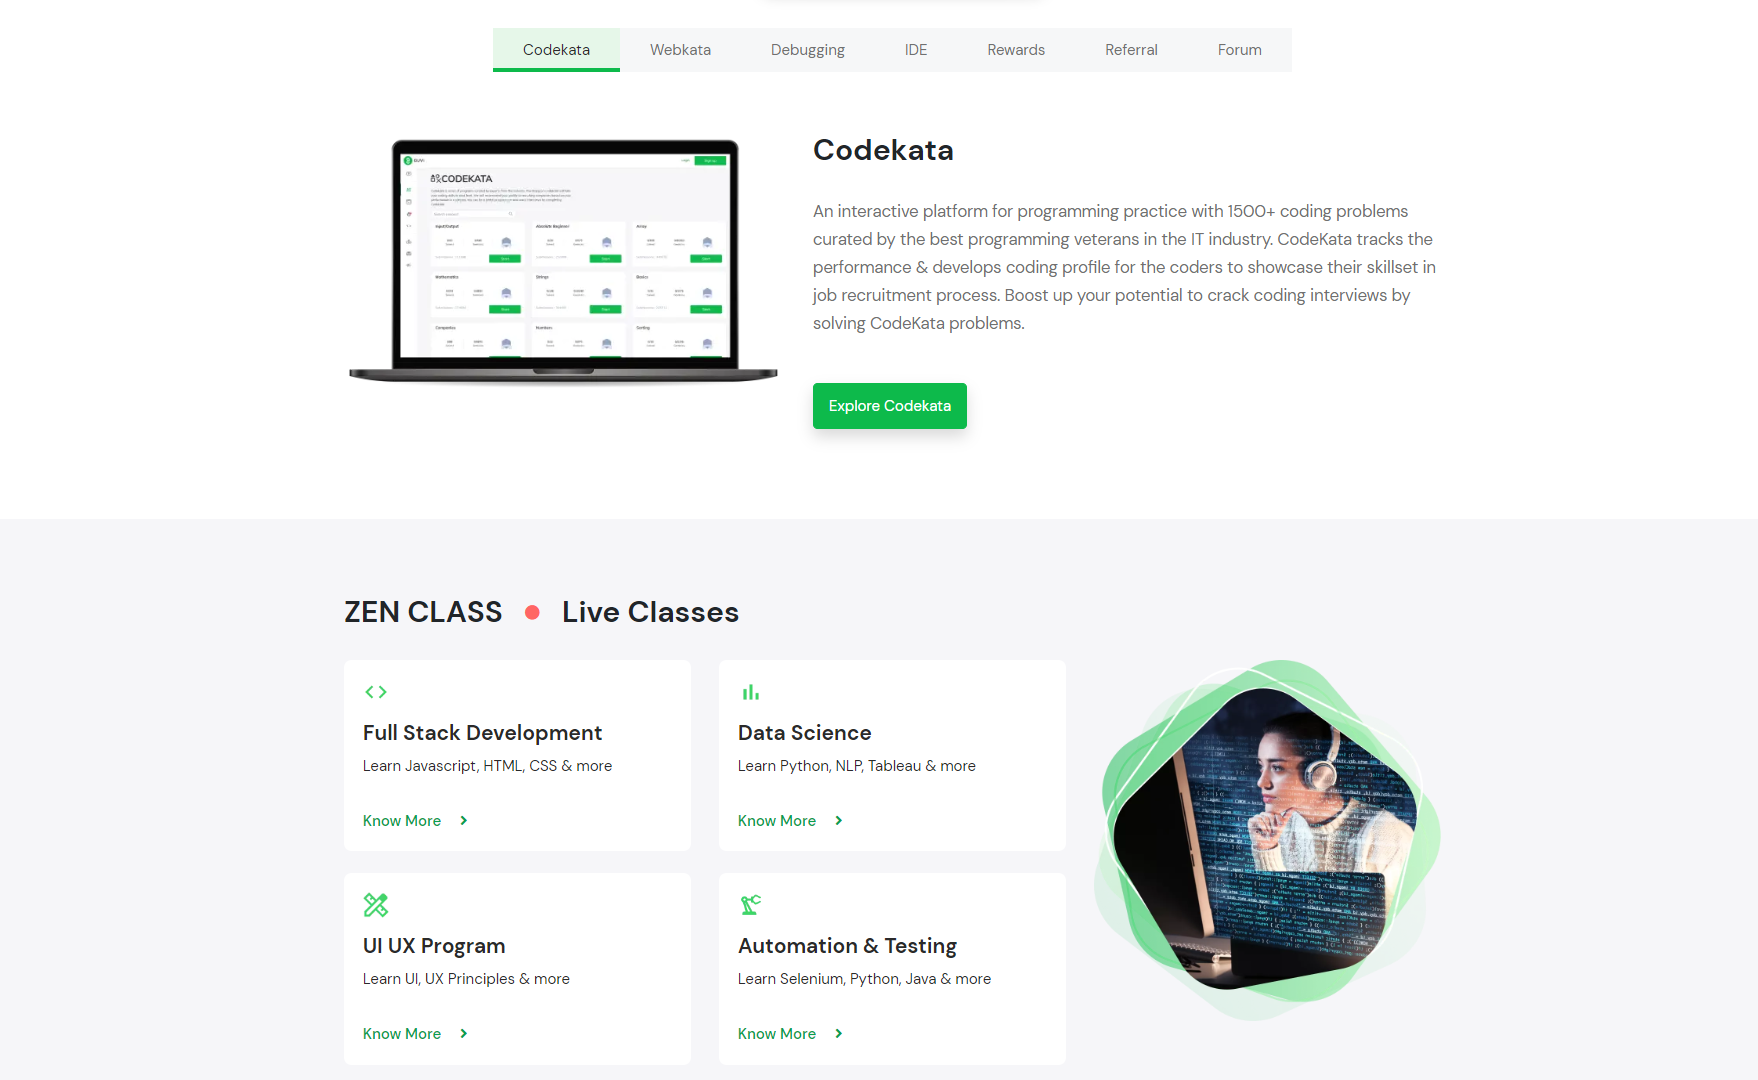 Codekata
Webkata
Debugging
IDE
Rewards
Referral
Forum
CODEKATA
Codekata
An interactive platform for programming practice with 1500+ coding problems
curated by the best programming veterans in the IT industry. CodeKata tracks the
performance & develops coding profile for the coders to showcase their skillset in
job recruitment process. Boost up your potential to crack coding interviews by
solving CodeKata problems.
Explore Codekata
ZEN CLASS
Live Classes
Full Stack Development
Learn Javascript, HTML, CSS & more
Know More
Data Science
Learn Python, NLP, Tableau & more
Know More
UI UX Program
Learn UI, UX Principles & more
Know More
Automation & Testing
Learn Selenium, Python, Java & more
Know More